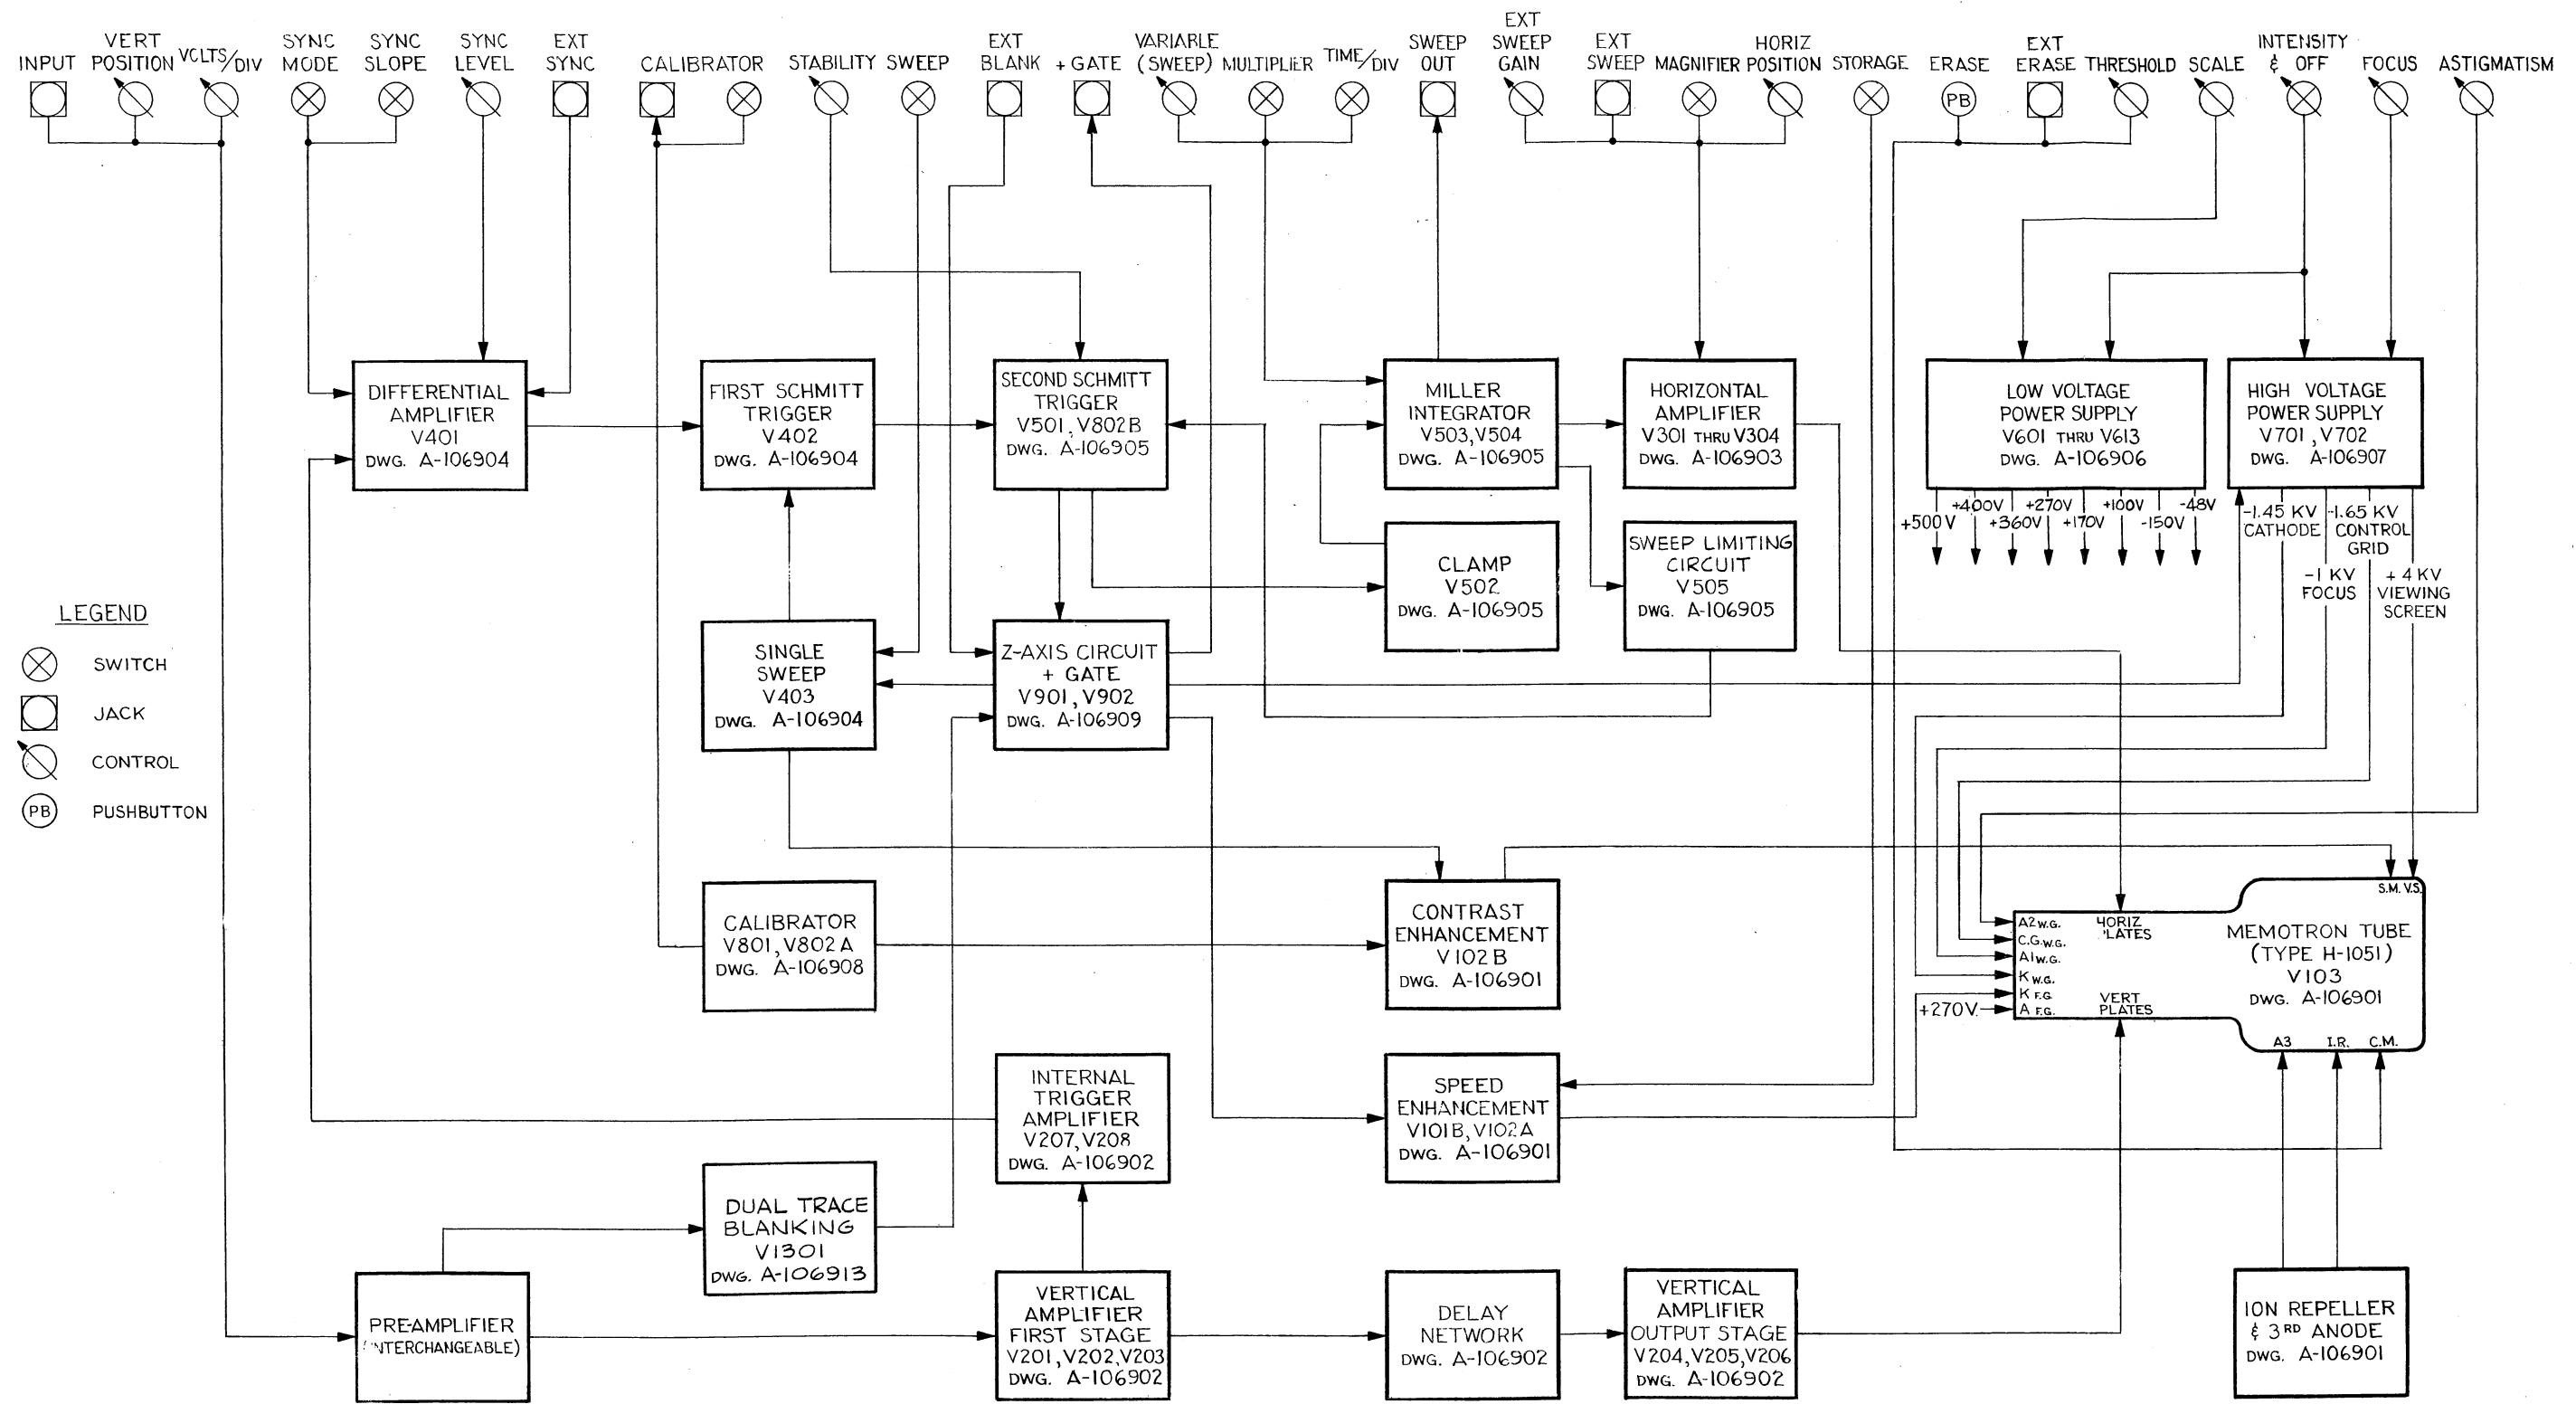 INPUT
VERT
POSITION
VOLTS/DIV
SYNC
MODE
SYNC
SLOPE
SYNC
LEVEL
EXT
SYNC
CALIBRATOR
STABILITY
SWEEP
EXT
BLANK
+ GATE
VARIABLE
(SWEEP)
MULTIPLIER
TIME/DIV
SWEEP
OUT
EXT
SWEEP
GAIN
EXT
SWEEP
MAGNIFIER
HORIZ
POSITION
STORAGE
ERASE
PB
EXT
ERASE
THRESHOLD
SCALE
INTENSITY
& OFF
FOCUS
ASTIGMATISM
DIFFERENTIAL
AMPLIFIER
V401
DWG. A-106904
FIRST SCHMITT
TRIGGER
V402
DWG. A-106904
SECOND SCHMITT
TRIGGER
V501, V802B
DWG. A-106905
MILLER
INTEGRATOR
V503, V504
DWG. A-106905
HORIZONTAL
AMPLIFIER
V301 THRU V304
DWG. A-106903
LOW VOLTAGE
POWER SUPPLY
V601 THRU V613
DWG. A-106906
HIGH VOLTAGE
POWER SUPPLY
V701, V702
DWG. A-106907
+500V
+400V
+360V
+270V
+170V
+100V
-150V
-48V
-1.45 KV
CATHODE
-1 KV
FOCUS
-1.65 KV
CONTROL
GRID
+ 4 KV
VIEWING
SCREEN
CLAMP
V502
DWG. A-106905
SWEEP LIMITING
CIRCUIT
V505
DWG. A-106905
LEGEND
SWITCH
JACK
CONTROL
PB
PUSHBUTTON
SINGLE
SWEEP
V403
DWG. A-106904
Z-AXIS CIRCUIT
+ GATE
V901, V902
DWG. A-106909
CALIBRATOR
V801, V802A
DWG. A-106908
CONTRAST
ENHANCEMENT
V102B
DWG. A-106901
S.M. V.S.
A2 W.G.
C.G. W.G.
A1 W.G.
K W.G.
K F.G.
A F.G.
+270V
VERT
PLATES
MEMOTRON TUBE
(TYPE H-1051)
V103
DWG. A-106901
A3
I.R.
C.M.
INTERNAL
TRIGGER
AMPLIFIER
V207, V208
DWG. A-106902
SPEED
ENHANCEMENT
V101B, V102A
DWG. A-106901
DUAL TRACE
BLANKING
V1301
DWG. A-106913
PREAMPLIFIER
(INTERCHANGEABLE)
VERTICAL
AMPLIFIER
FIRST STAGE
V201, V202, V203
DWG. A-106902
DELAY
NETWORK
DWG. A-106902
VERTICAL
AMPLIFIER
OUTPUT STAGE
V204, V205, V206
DWG. A-106902
ION REPELLER
& 3RD ANODE
DWG. A-106901